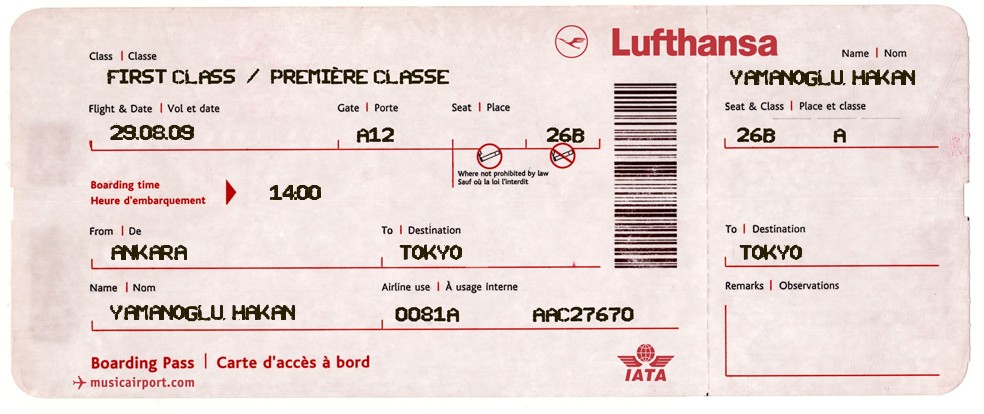 Lufthansa
Class | Classe
FIRST CLASS / PREMIÈRE CLASSE
Flight & Date | Vol et date
Gate | Porte
Seat | Place
29.08.09
A12
26B
Where not prohibited by law
Sauf où la loi l'interdit
Boarding time
Heure d'embarquement
14:00
From | De
To | Destination
ANKARA
TOKYO
Name | Nom
Airline use | À usage interne
YAMANOGLU. HAKAN
0081A
AAC27670
Boarding Pass | Carte d'accès à bord
musicairport.com
IATA
Name | Nom
YAMANOGLU. HAKAN
Seat & Class | Place et classe
26B
A
To | Destination
TOKYO
Remarks | Observations